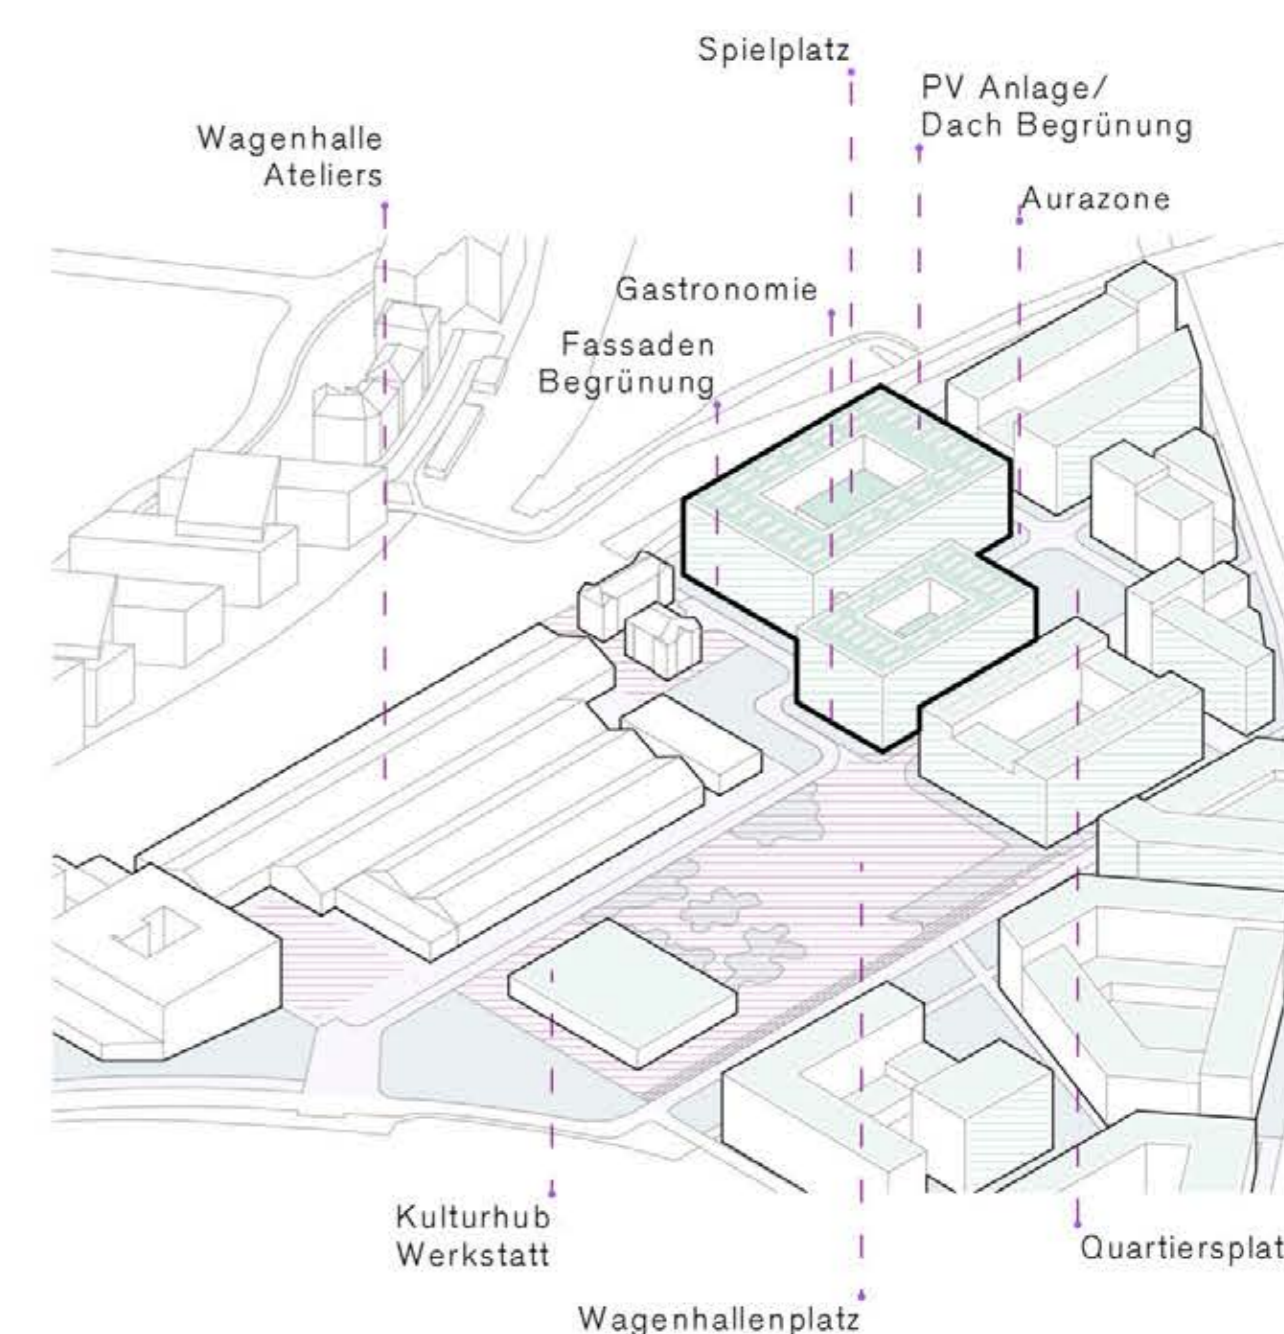 Spielplatz
PV Anlage/
Dach Begrünung
Wagenhalle
Ateliers
Aurazone
Gastronomie
Fassaden
Begrünung
Kulturhub
Werkstatt
Quartiersplat
Wagenhallenplatz